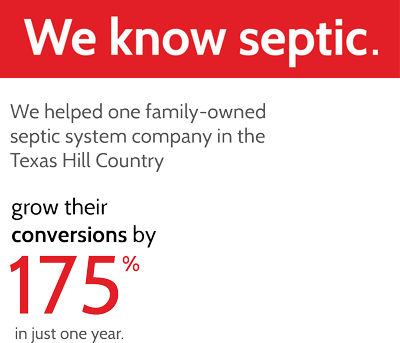 We know septic.
We helped one family-owned
septic system company in the
Texas Hill Country
grow their
conversions by
175%
in just one year.